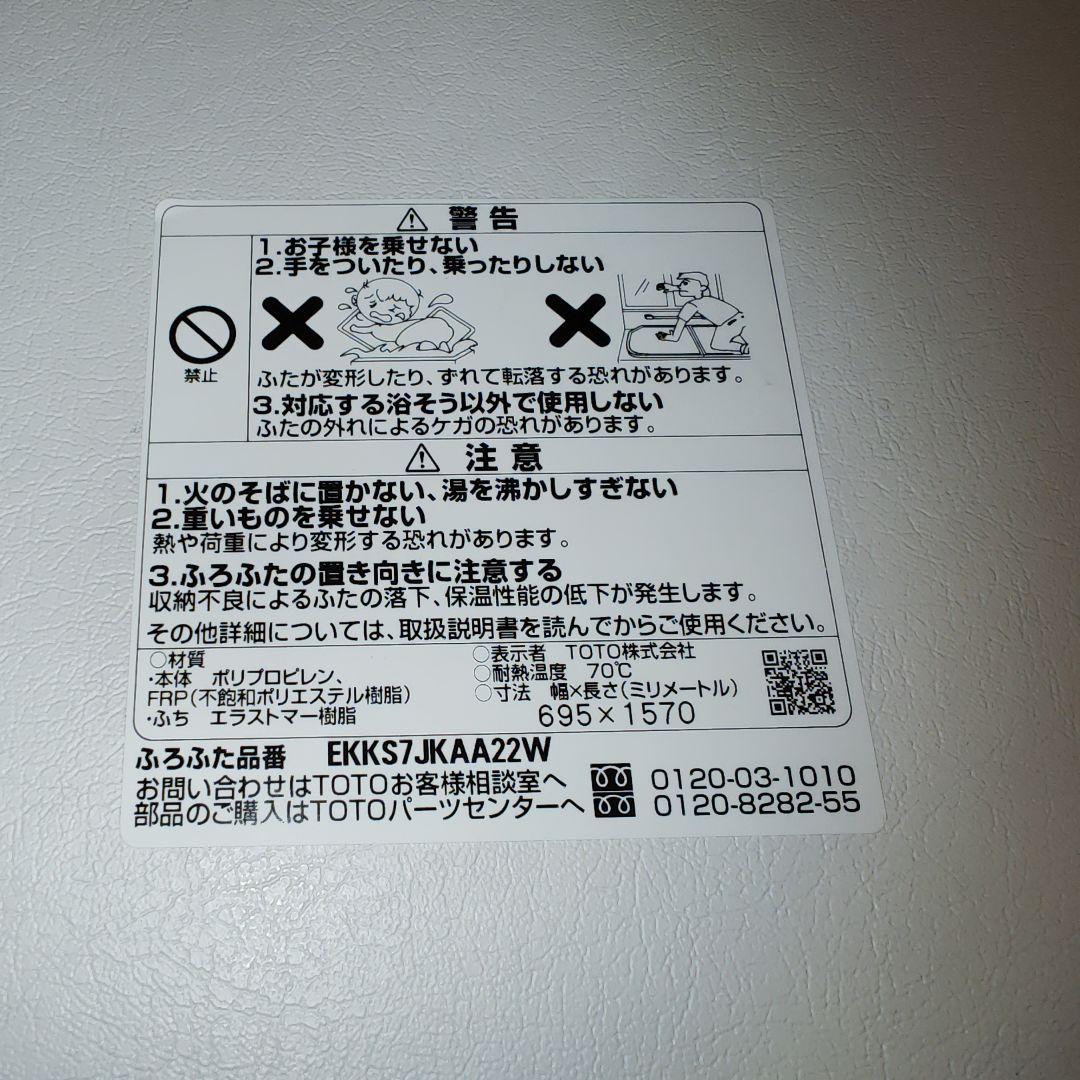 ⚠ 警告
1.お子様を乗せない
2.手をついたり、乗ったりしない
禁止
ふたが変形したり、ずれて転落する恐れがあります。
3.対応する浴そう以外で使用しない
ふたの外れによるケガの恐れがあります。
⚠ 注意
1.火のそばに置かない、湯を沸かしすぎない
2.重いものを乗せない
熱や荷重により変形する恐れがあります。
3.ふろふたの置き向きに注意する
収納不良によるふたの落下、保温性能の低下が発生します。
その他詳細については、取扱説明書を読んでからご使用ください。
○材質
・本体 ポリプロピレン、
FRP(不飽和ポリエステル樹脂)
・ふち エラストマー樹脂
○表示者 TOTO株式会社
○耐熱温度 70℃
○寸法 幅×長さ(ミリメートル)
695×1570
ふろふた品番 EKKS7JKAA22W
お問い合わせはTOTOお客様相談室へ 0120-03-1010
部品のご購入はTOTOパーツセンターへ 0120-8282-55